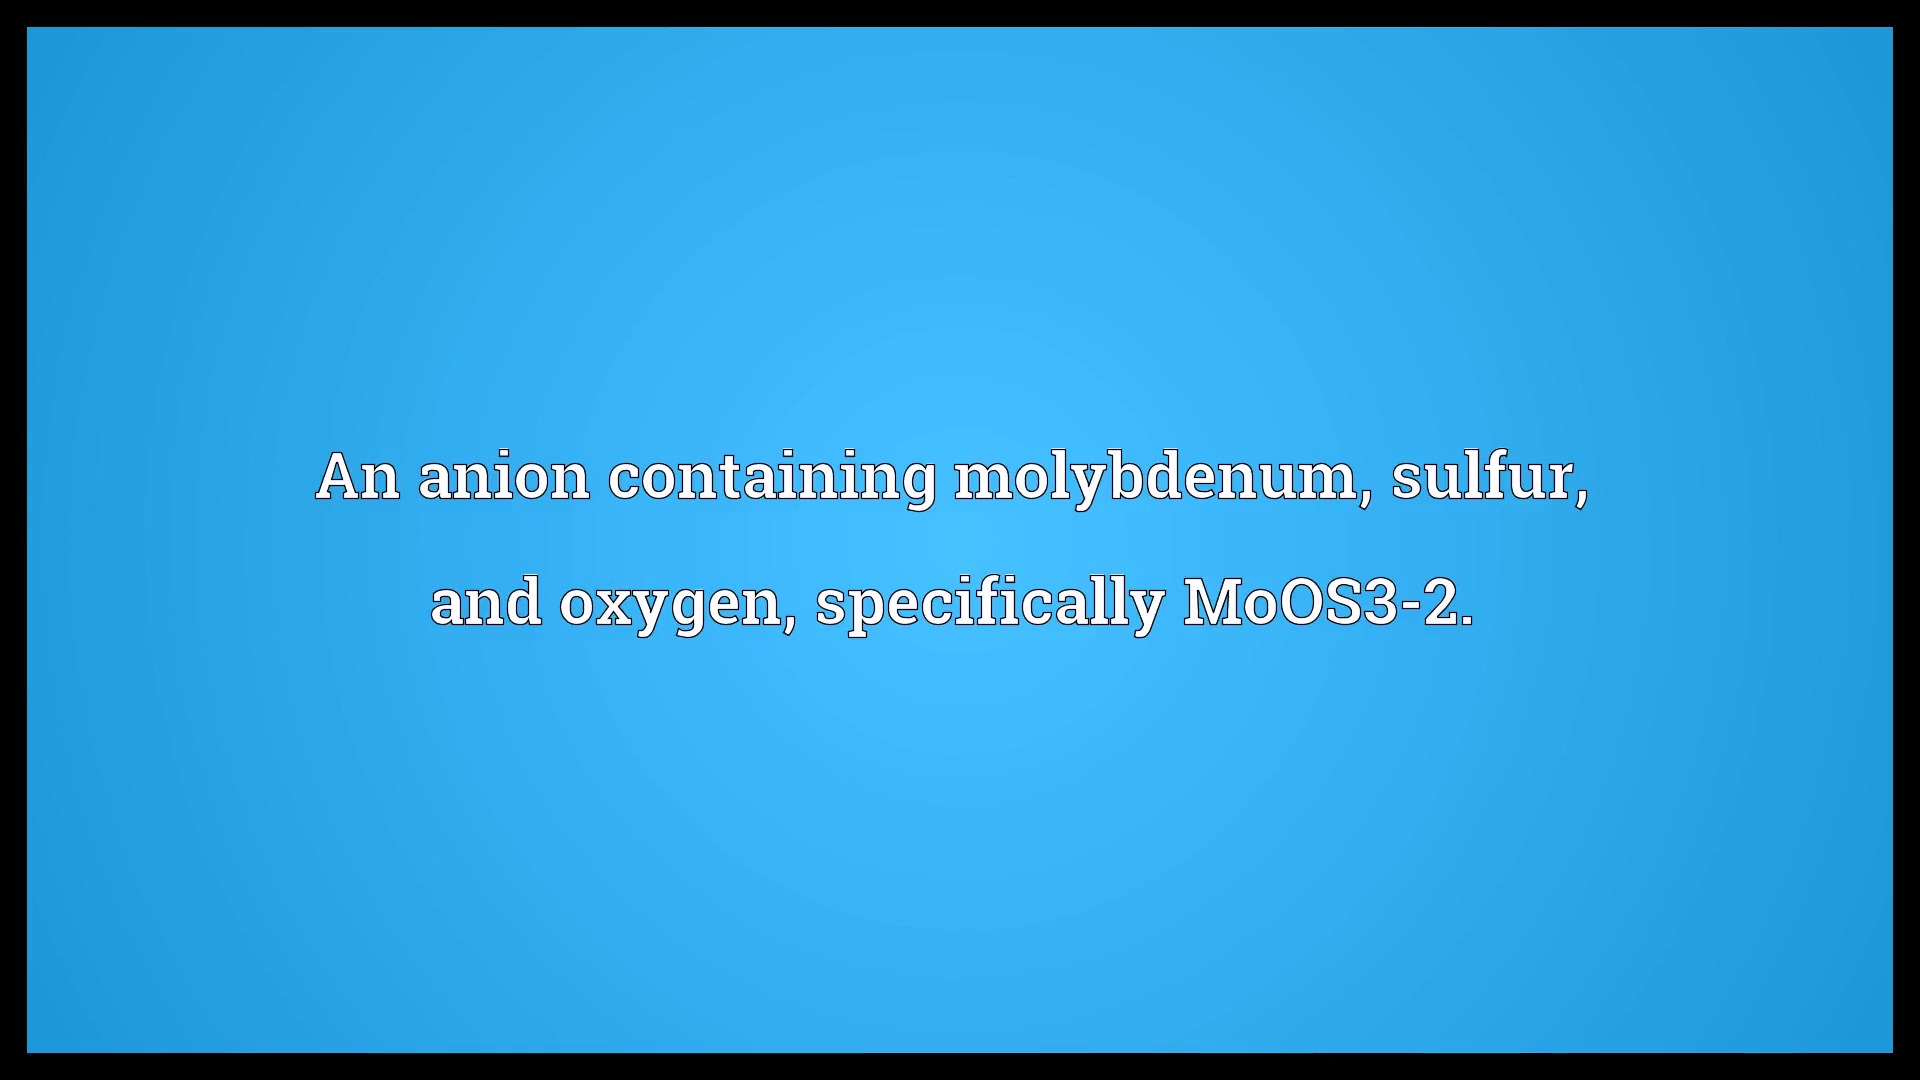 An anion containing molybdenum, sulfur,
and oxygen, specifically MoOS3-2.